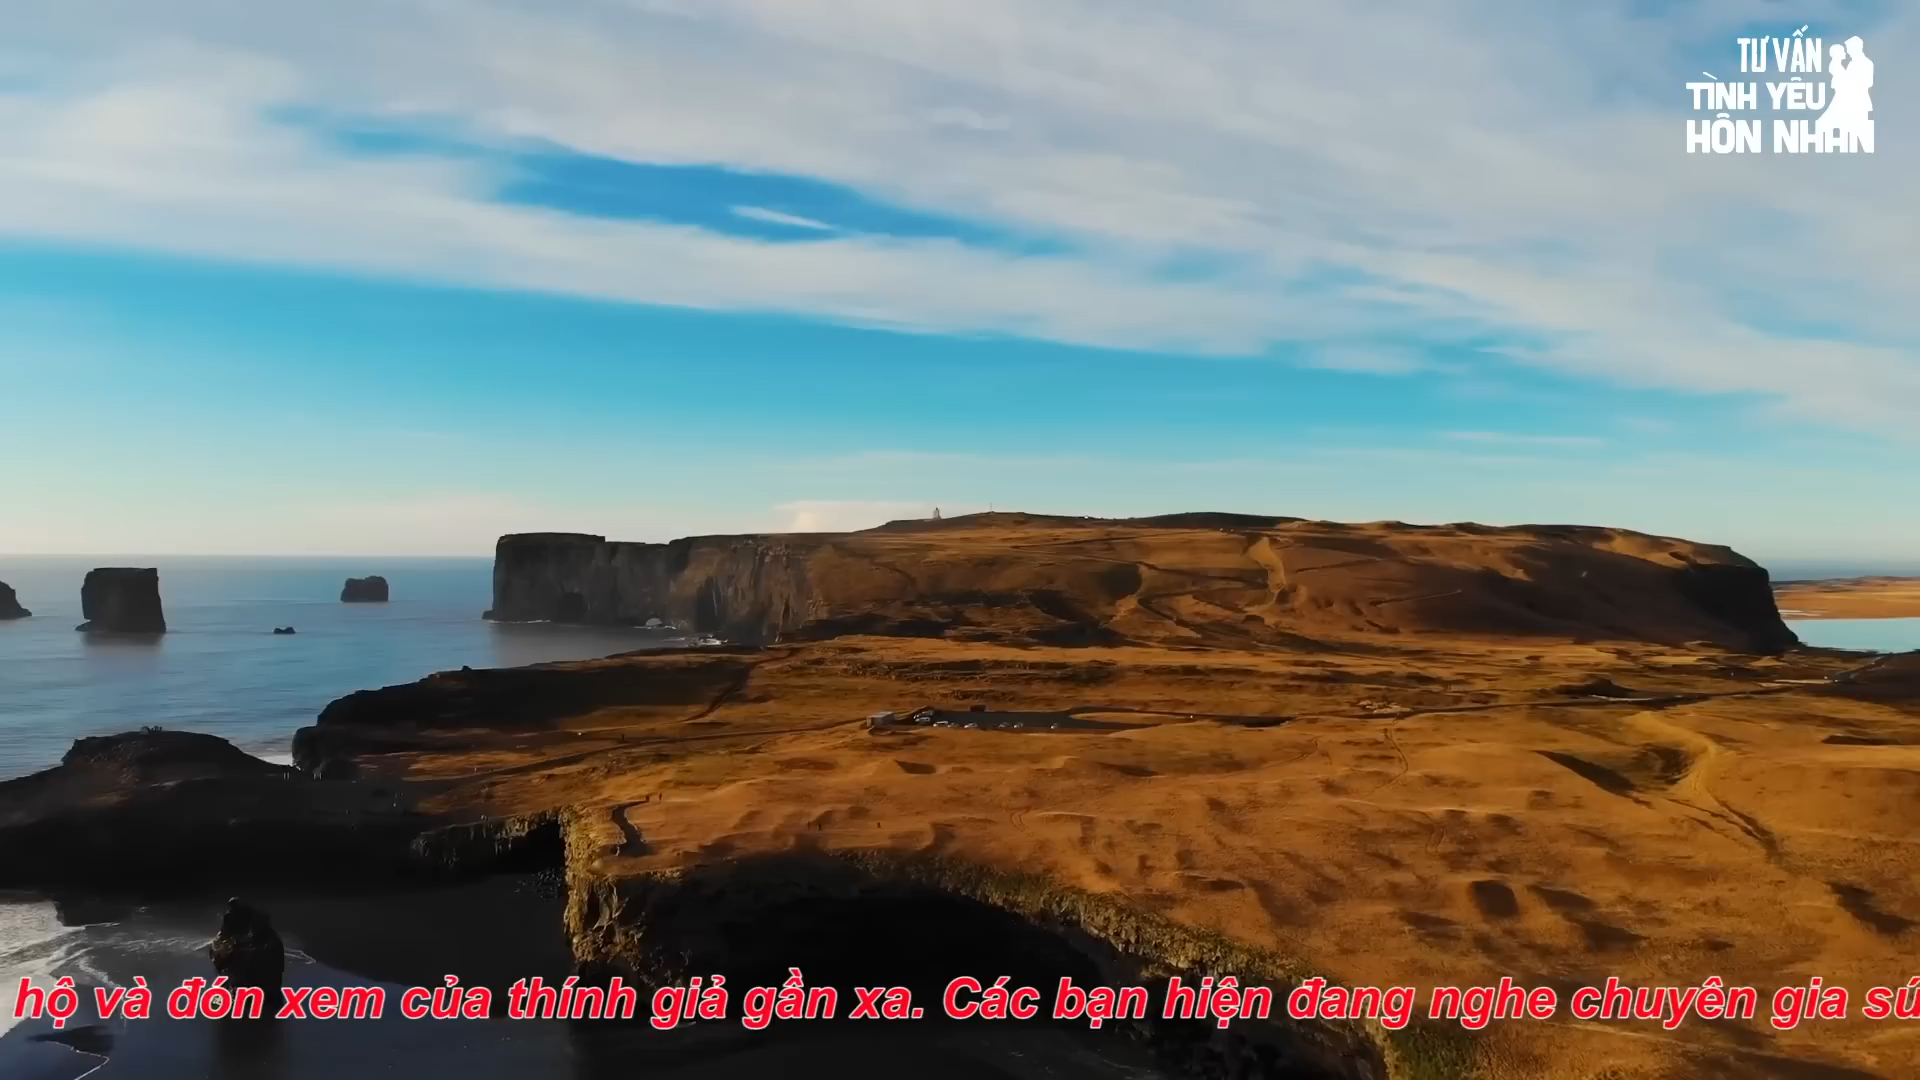 TƯ VẤN
TÌNH YÊU
HÔN NHÂN
hộ và đón xem của thính giả gần xa. Các bạn hiện đang nghe chuyên gia